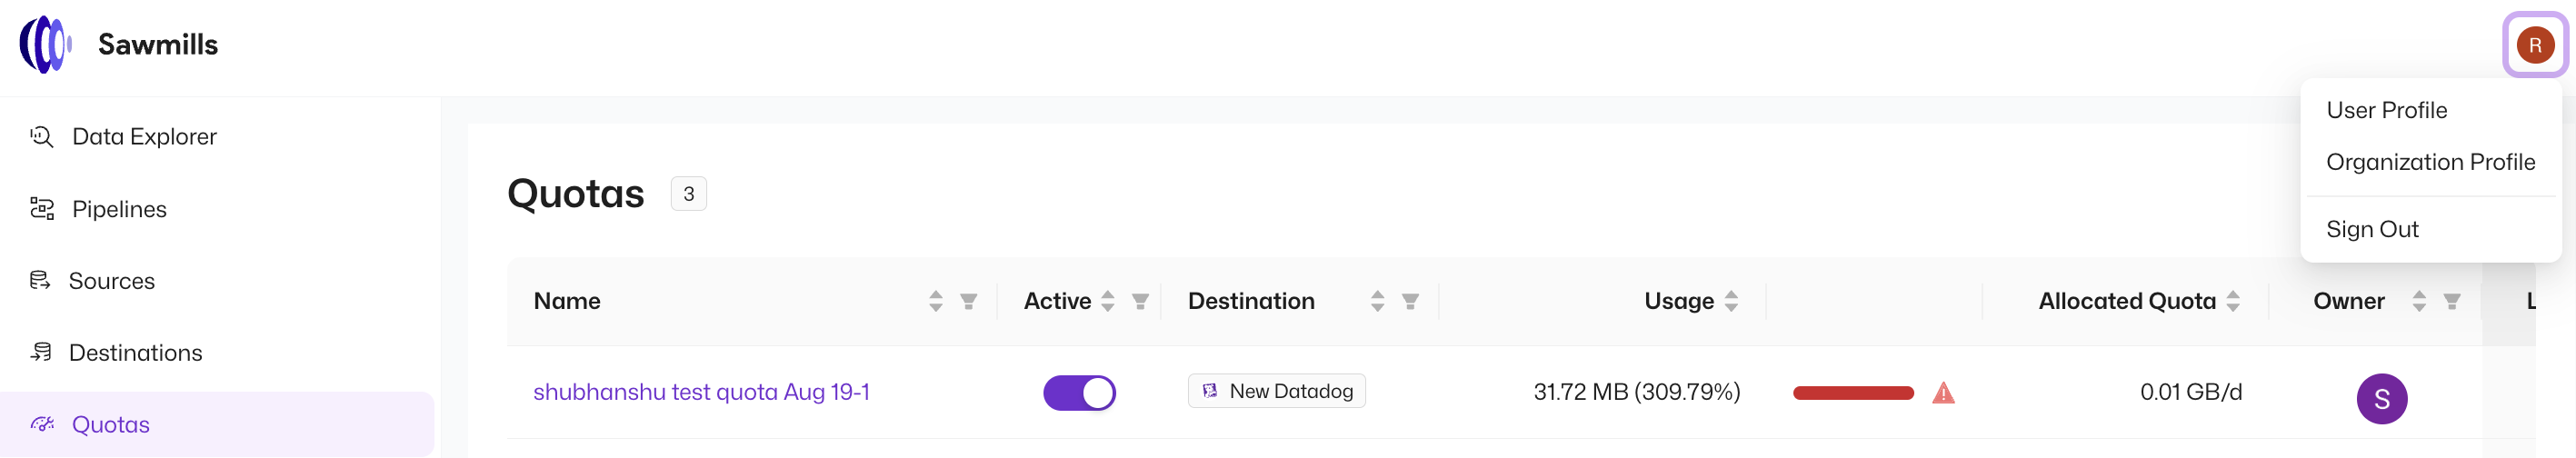 Sawmills
R
User Profile
Organization Profile
Sign Out
Data Explorer
Pipelines
Sources
Destinations
Quotas
Quotas 3
Name Active Destination Usage Allocated Quota Owner L
shubhanshu test quota Aug 19-1 New Datadog 31.72 MB (309.79%) 0.01 GB/d S